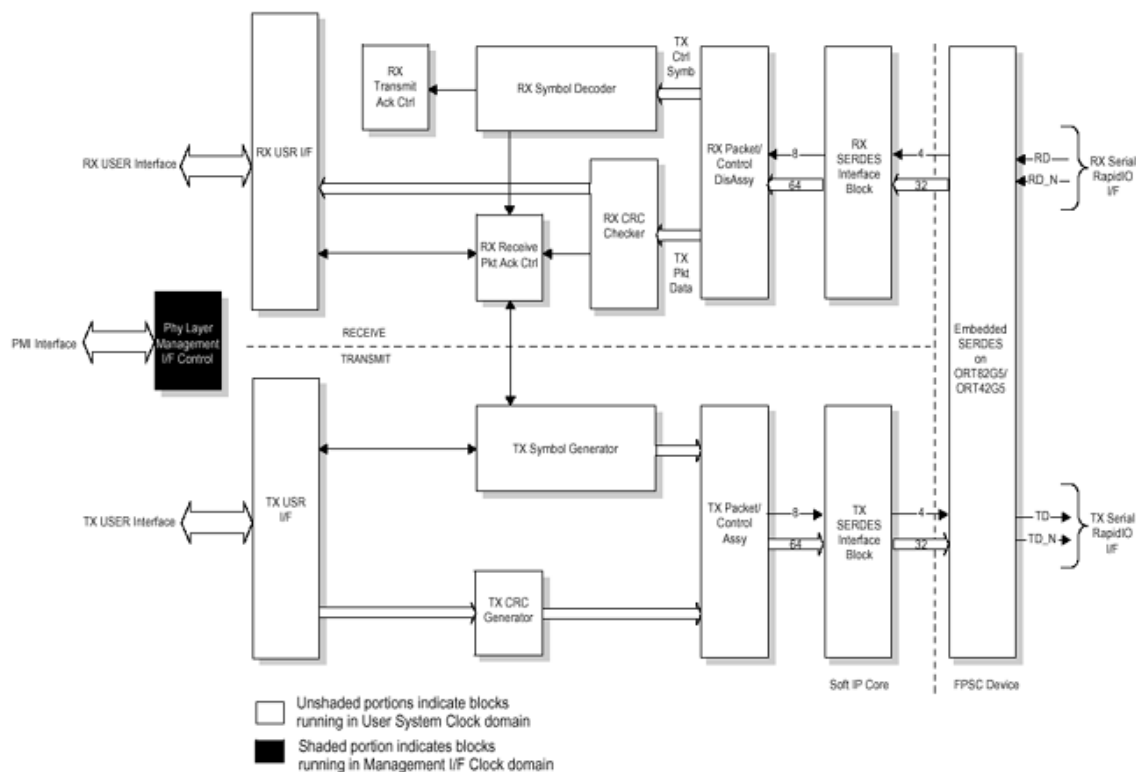 RX USER Interface
RX USR I/F
RX
Transmit
Ack Ctrl
RX Symbol Decoder
TX
Ctrl
Symb
RX CRC
Checker
RX Receive
Pkt Ack Ctrl
TX
Pkt
Data
RX Packet/
Control
DisAssy
8
64
RX
SERDES
Interface
Block
4
32
RD
RD_N
RX Serial
RapidIO
I/F
PMI Interface
Phy Layer
Management
I/F Control
RECEIVE
TRANSMIT
Embedded
SERDES
on
ORT82G5/
ORT42G5
TX USER Interface
TX USR
I/F
TX Symbol Generator
TX CRC
Generator
TX Packet/
Control
Assy
8
64
TX
SERDES
Interface
Block
4
32
TD
TD_N
TX Serial
RapidIO
I/F
Soft IP Core
FPSC Device
Unshaded portions indicate blocks
running in User System Clock domain
Shaded portion indicates blocks
running in Management I/F Clock domain